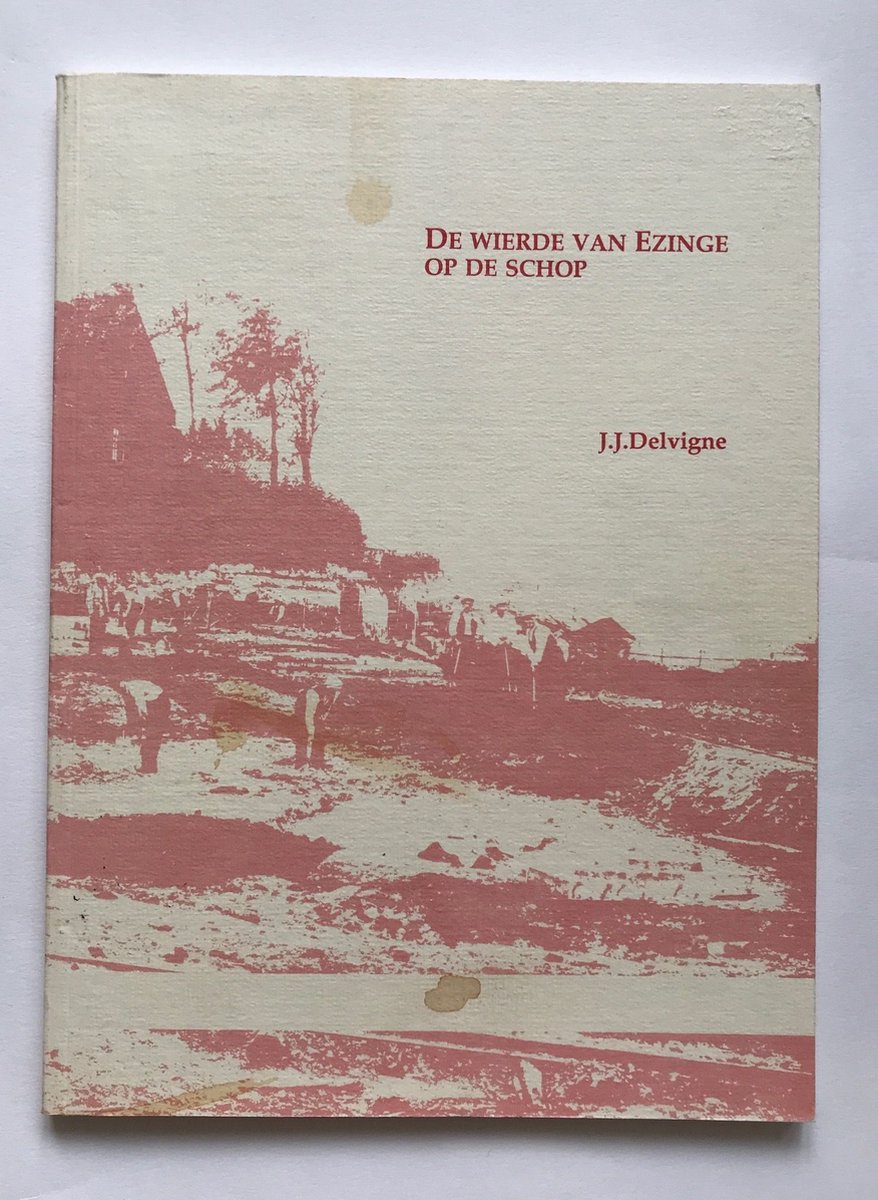 De wierde van Ezinge
op de schop
J.J.Delvigne